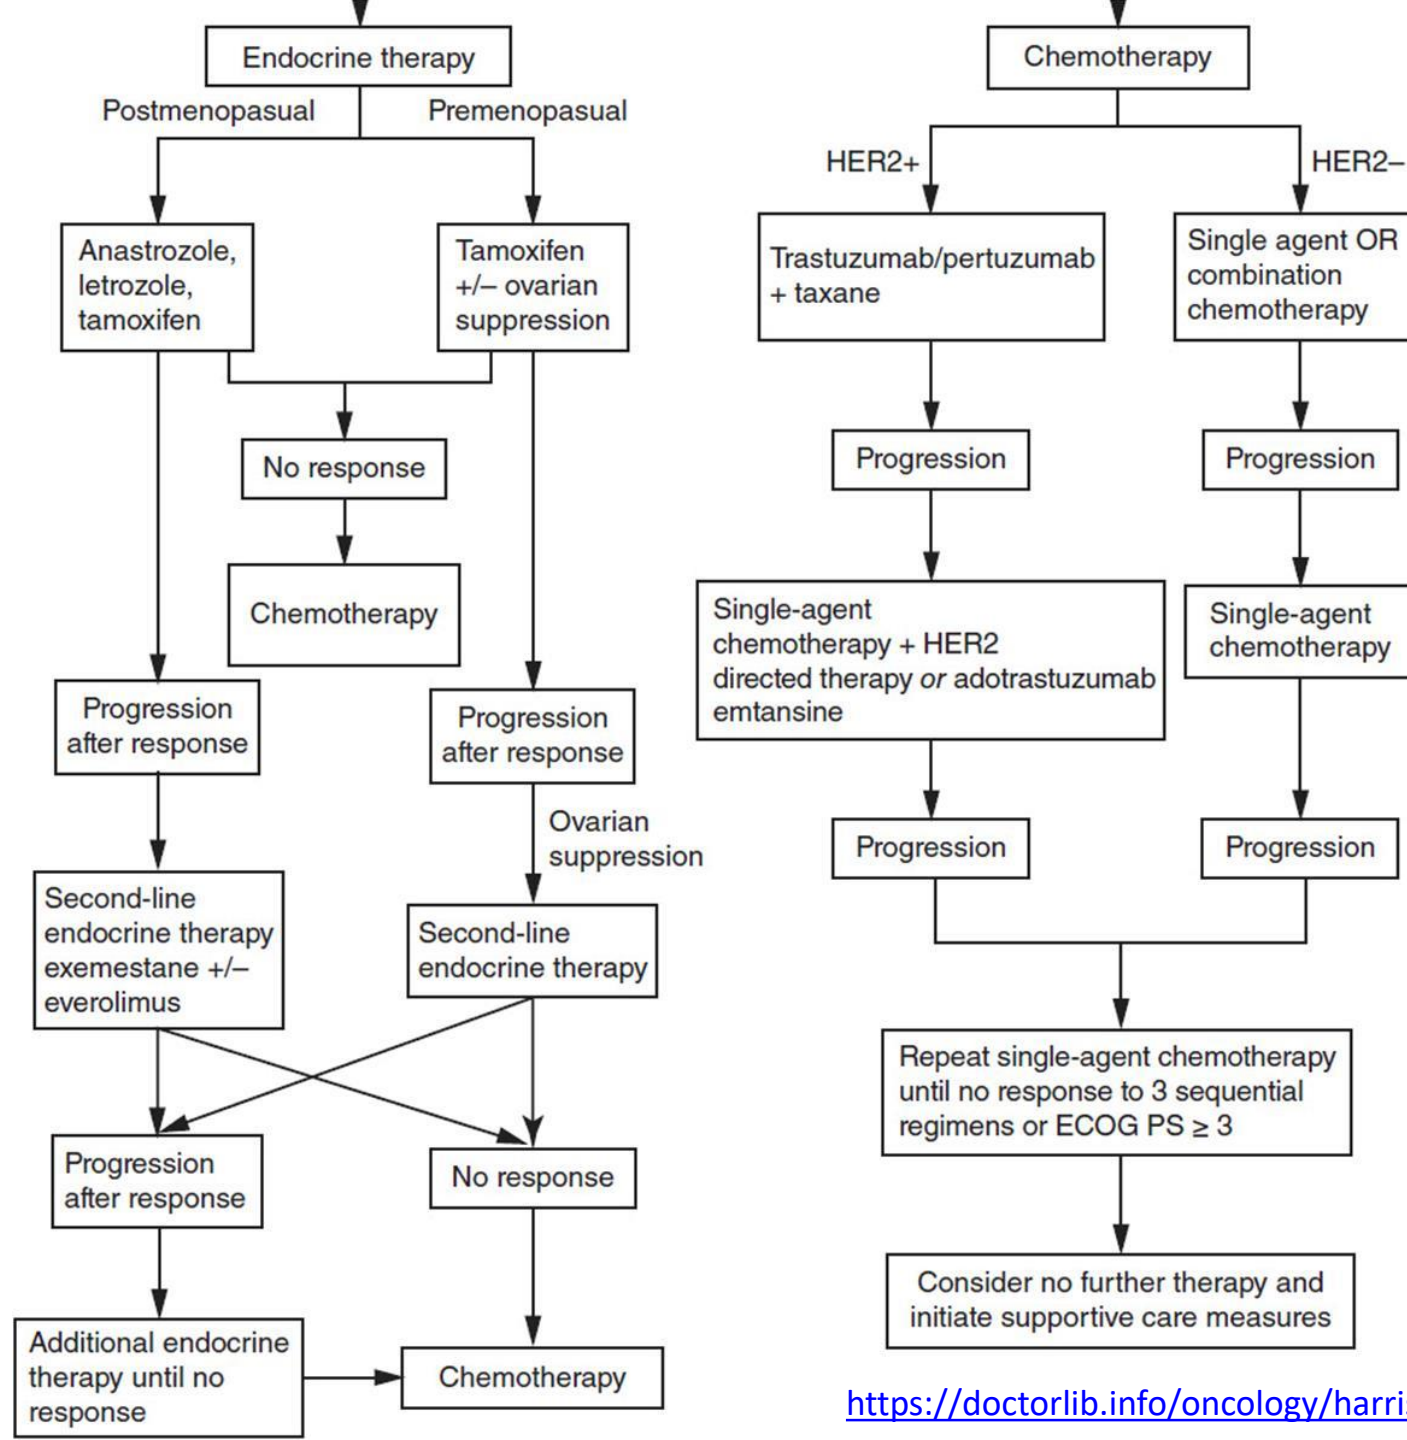 Endocrine therapy
Postmenopasual
Premenopasual
Anastrozole,
letrozole,
tamoxifen
Tamoxifen
+/– ovarian
suppression
No response
Chemotherapy
Progression
after response
Progression
after response
Ovarian
suppression
Second-line
endocrine therapy
exemestane +/–
everolimus
Second-line
endocrine therapy
Progression
after response
No response
Additional endocrine
therapy until no
response
Chemotherapy
Chemotherapy
HER2+
HER2–
Trastuzumab/pertuzumab
+ taxane
Single agent OR
combination
chemotherapy
Progression
Progression
Single-agent
chemotherapy + HER2
directed therapy or adotrastuzumab
emtansine
Single-agent
chemotherapy
Progression
Progression
Repeat single-agent chemotherapy
until no response to 3 sequential
regimens or ECOG PS ≥ 3
Consider no further therapy and
initiate supportive care measures
https://doctorlib.info/oncology/harris